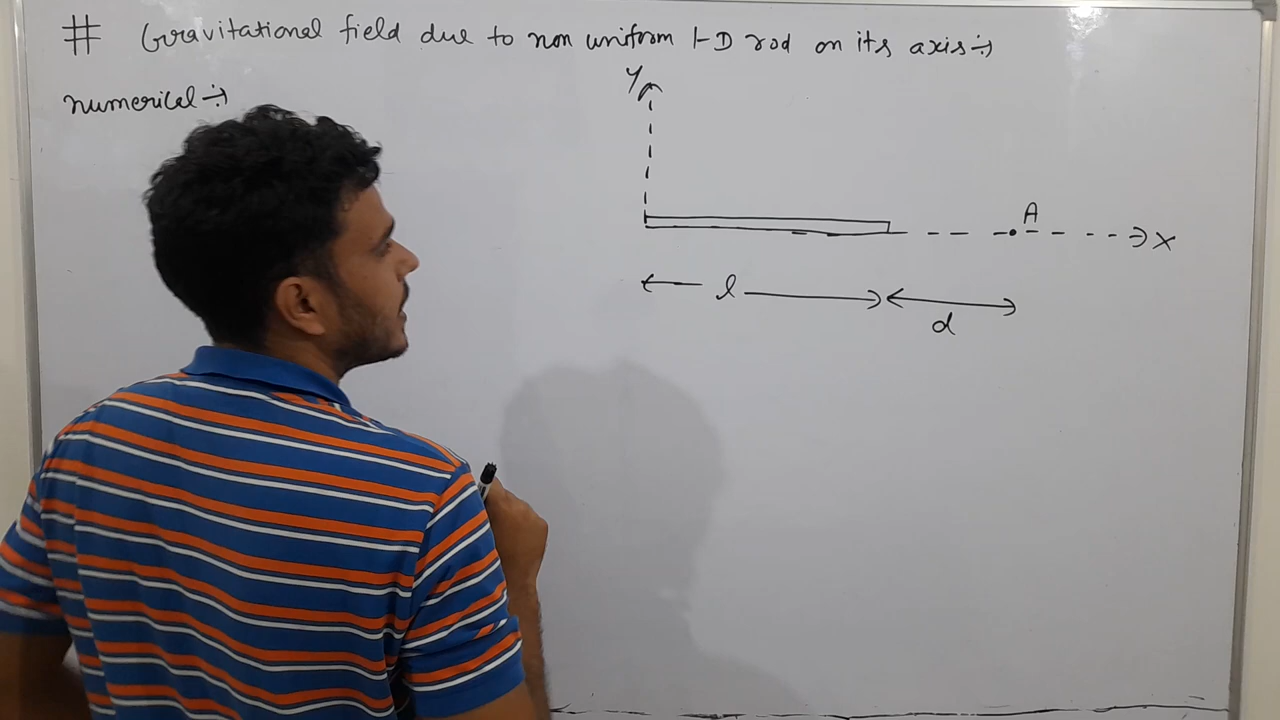 # Gravitational field due to non uniform 1-D rod on its axis÷
numerical÷
y
A
x
l
d